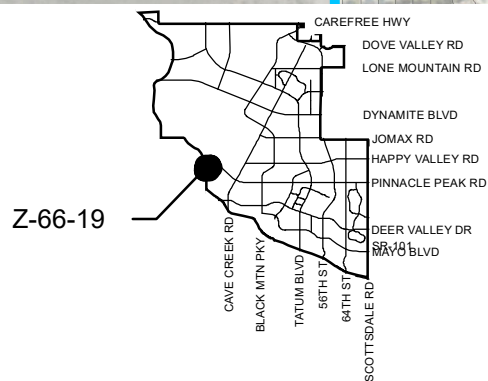 CAREFREE HWY
DOVE VALLEY RD
LONE MOUNTAIN RD
DYNAMITE BLVD
JOMAX RD
HAPPY VALLEY RD
PINNACLE PEAK RD
Z-66-19
DEER VALLEY DR
SR-101
MAYO BLVD
CAVE CREEK RD
BLACK MTN PKY
TATUM BLVD
56TH ST
64TH ST
SCOTTSDALE RD